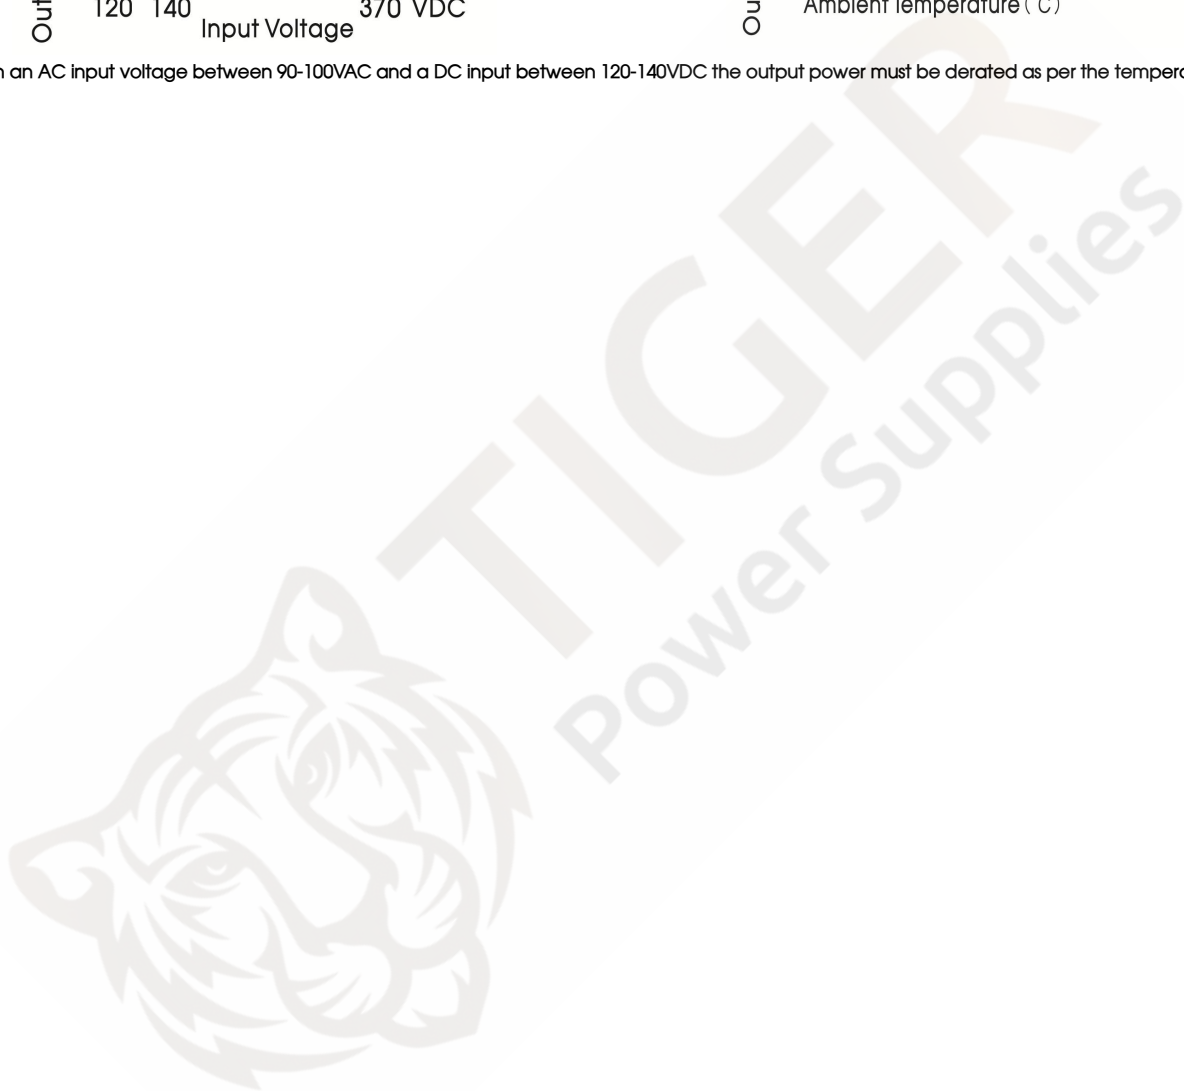 120 140 370 VDC
Input Voltage
Ambient Temperature (°C)
an AC input voltage between 90-100VAC and a DC input between 120-140VDC the output power must be derated as per the
TIGER
Power Supplies